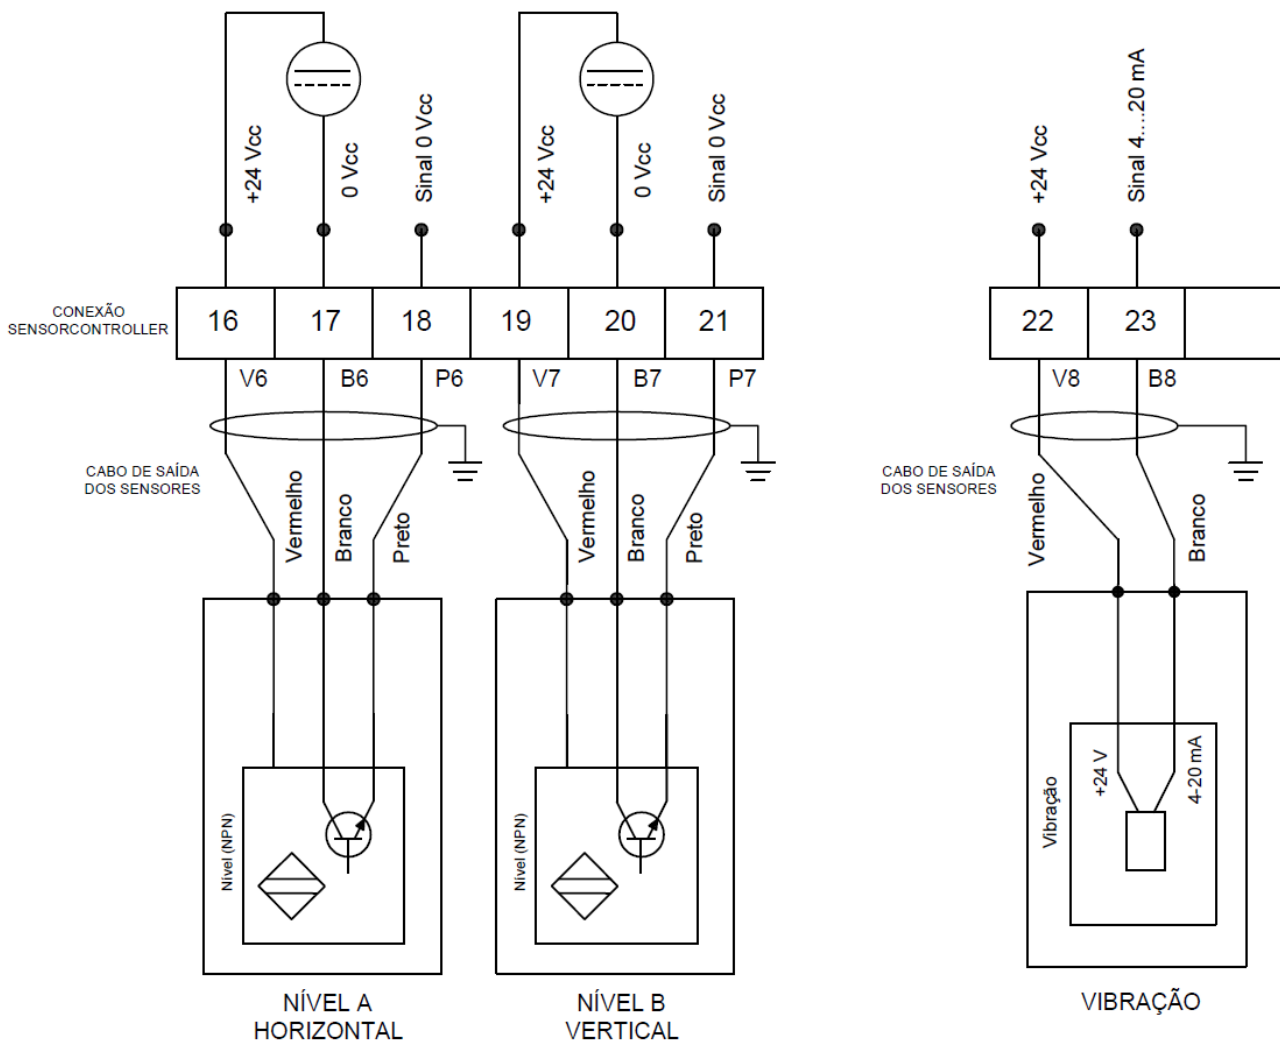 +24 Vcc
0 Vcc
Sinal 0 Vcc
+24 Vcc
0 Vcc
Sinal 0 Vcc
+24 Vcc
Sinal 4....20 mA
CONEXÃO
SENSORCONTROLLER
16
17
18
19
20
21
22
23
V6
B6
P6
V7
B7
P7
V8
B8
CABO DE SAÍDA
DOS SENSORES
Vermelho
Branco
Preto
Vermelho
Branco
Preto
CABO DE SAÍDA
DOS SENSORES
Vermelho
Branco
Nível (NPN)
Nível (NPN)
Vibração
+24 V
4-20 mA
NÍVEL A
HORIZONTAL
NÍVEL B
VERTICAL
VIBRAÇÃO